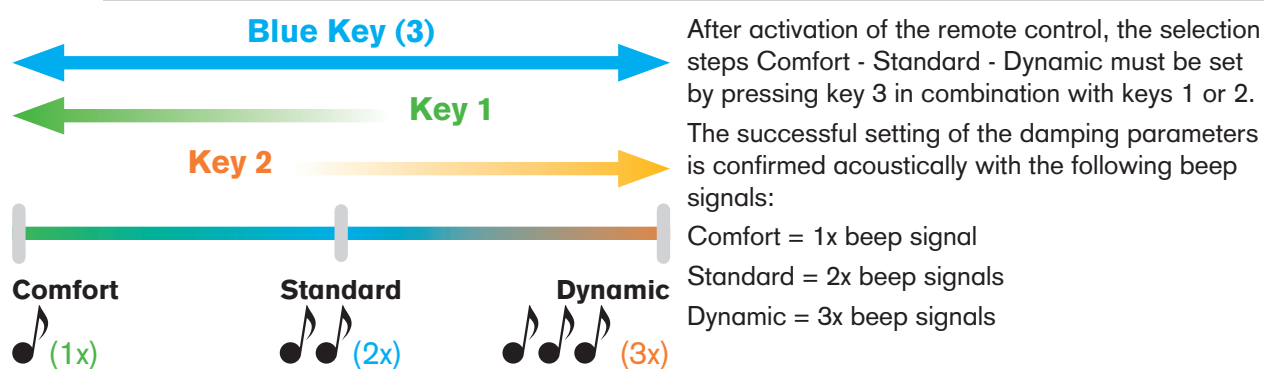 Blue Key (3)
Key 1
Key 2
Comfort
Standard
Dynamic
(1x)
(2x)
(3x)
After activation of the remote control, the selection
steps Comfort - Standard - Dynamic must be set
by pressing key 3 in combination with keys 1 or 2.
The successful setting of the damping parameters
is confirmed acoustically with the following beep
signals:
Comfort = 1x beep signal
Standard = 2x beep signals
Dynamic = 3x beep signals